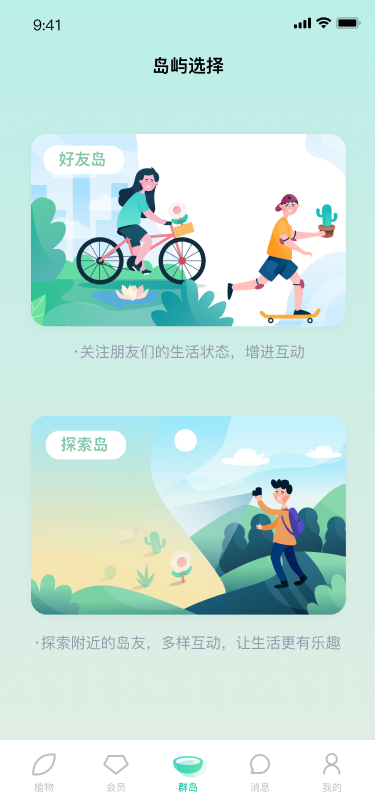 9:41
岛屿选择
好友岛
·关注朋友们的生活状态，增进互动
探索岛
·探索附近的岛友，多样互动，让生活更有乐趣
植物
会员
群岛
消息
我的